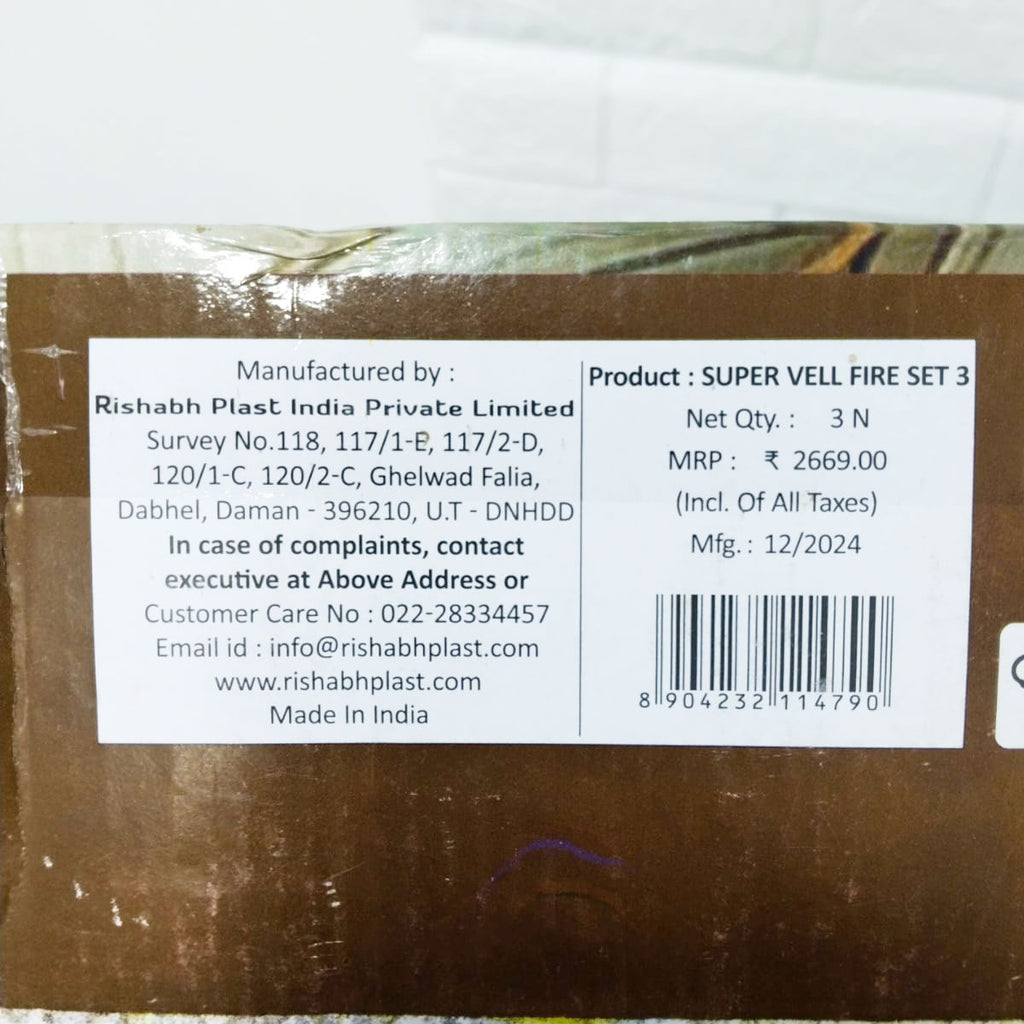 Manufactured by :
Rishabh Plast India Private Limited
Survey No.118, 117/1-E, 117/2-D,
120/1-C, 120/2-C, Ghelwad Falia,
Dabhel, Daman - 396210, U.T - DNHDD
In case of complaints, contact
executive at Above Address or
Customer Care No : 022-28334457
Email id : info@rishabhplast.com
www.rishabhplast.com
Made In India
Product : SUPER VELL FIRE SET 3
Net Qty. : 3 N
MRP : ₹ 2669.00
(Incl. Of All Taxes)
Mfg. : 12/2024
8 904232 114790